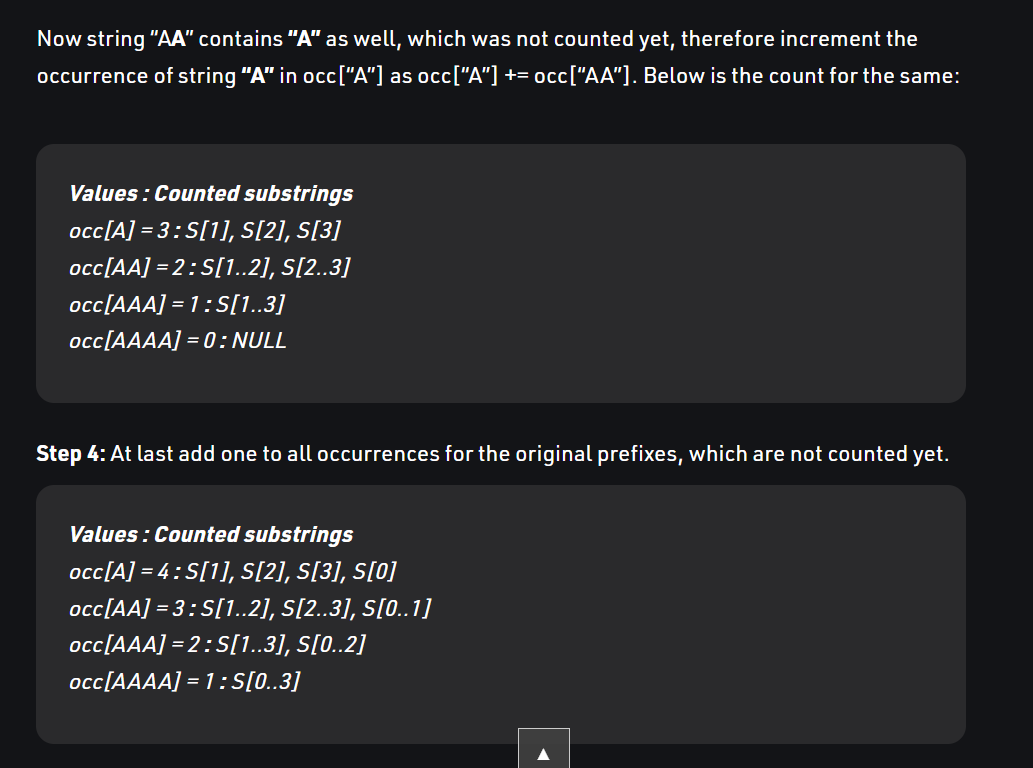 Now string “AA” contains “A” as well, which was not counted yet, therefore increment the
occurrence of string “A” in occ[“A”] as occ[“A”] += occ[“AA”]. Below is the count for the same:
Values : Counted substrings
occ[A] = 3 : S[1], S[2], S[3]
occ[AA] = 2 : S[1..2], S[2..3]
occ[AAA] = 1 : S[1..3]
occ[AAAA] = 0 : NULL
Step 4: At last add one to all occurrences for the original prefixes, which are not counted yet.
Values : Counted substrings
occ[A] = 4 : S[1], S[2], S[3], S[0]
occ[AA] = 3 : S[1..2], S[2..3], S[0..1]
occ[AAA] = 2 : S[1..3], S[0..2]
occ[AAAA] = 1 : S[0..3]